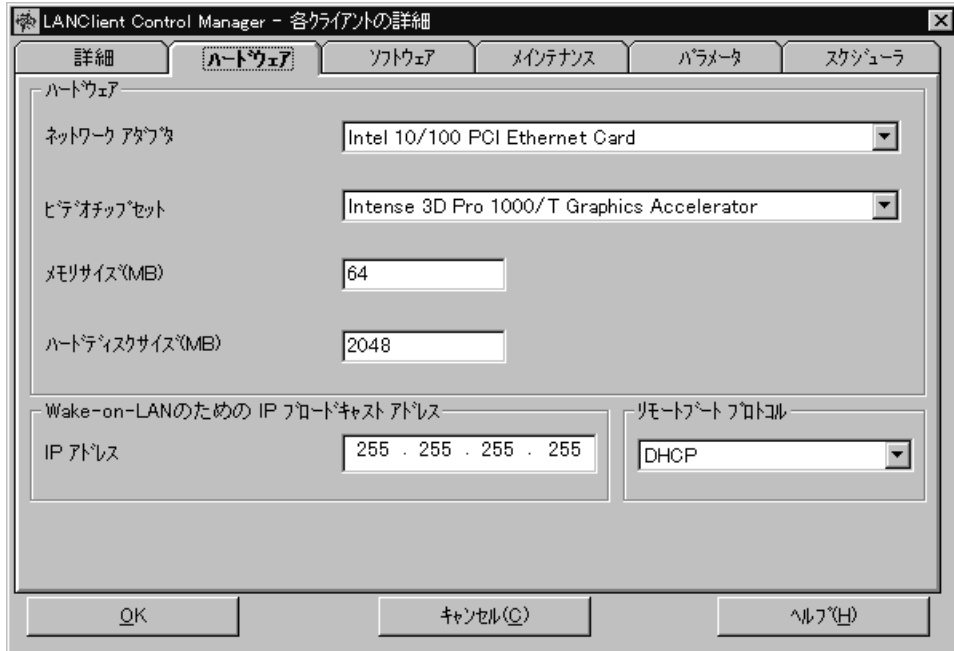 LANClient Control Manager - 各クライアントの詳細
詳細 ハードウェア ソフトウェア メインテナンス パラメータ スケジューラ
ハードウェア
ネットワーク アダプタ Intel 10/100 PCI Ethernet Card
ビデオチップセット Intense 3D Pro 1000/T Graphics Accelerator
メモリサイズ(MB) 64
ハードディスクサイズ(MB) 2048
Wake-on-LANのための IP ブロードキャスト アドレス リモートブート プロトコル
IP アドレス 255 . 255 . 255 . 255 DHCP
OK キャンセル(C) ヘルプ(H)